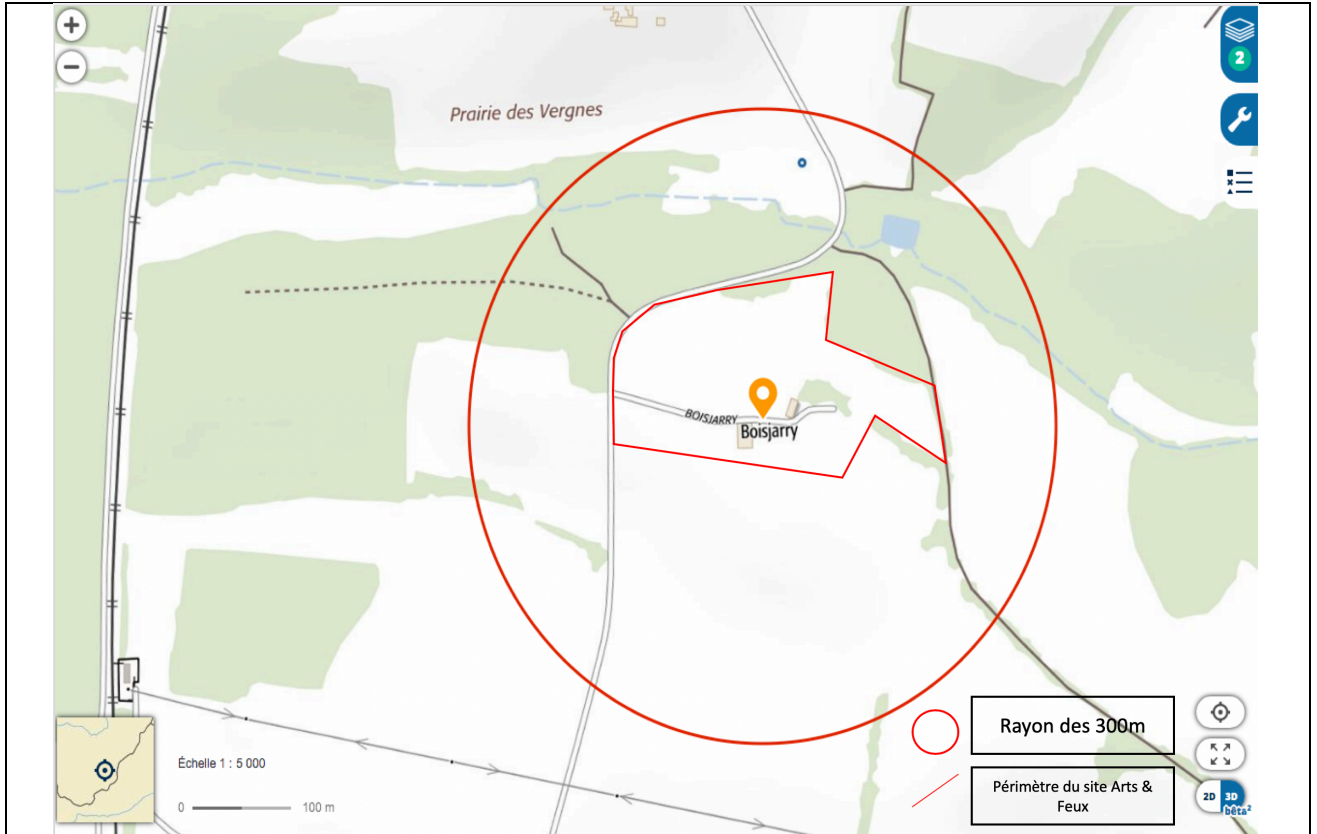 +
2
−
Prairie des Vergnes
BOISJARRY
Boisjarry
Rayon des 300m
Échelle 1 : 5 000
Périmètre du site Arts &
Feux
0 100 m
2D 3D
bêta²